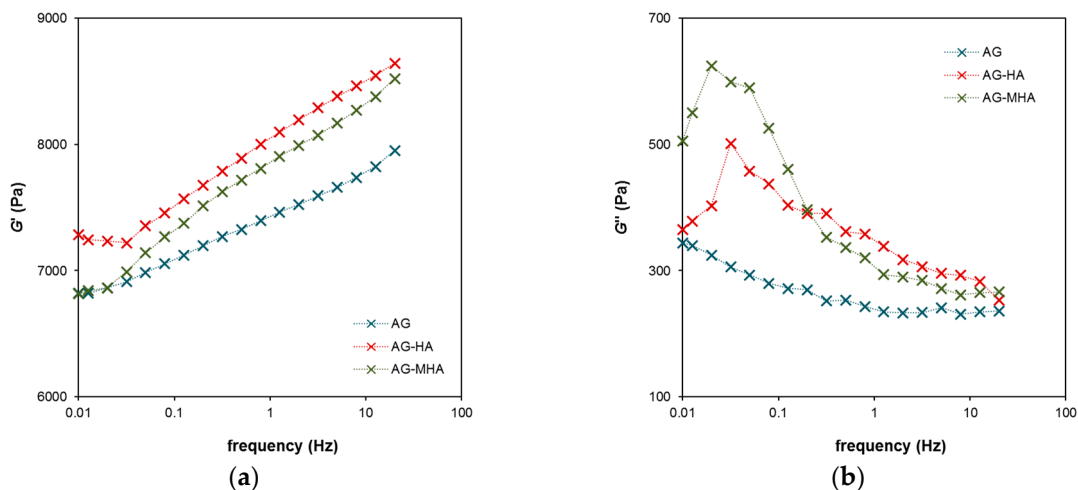 9000
8000
7000
6000
G' (Pa)
AG
AG-HA
AG-MHA
0.01 0.1 1 10 100
frequency (Hz)
(a)
700
500
300
100
G'' (Pa)
AG
AG-HA
AG-MHA
0.01 0.1 1 10 100
frequency (Hz)
(b)